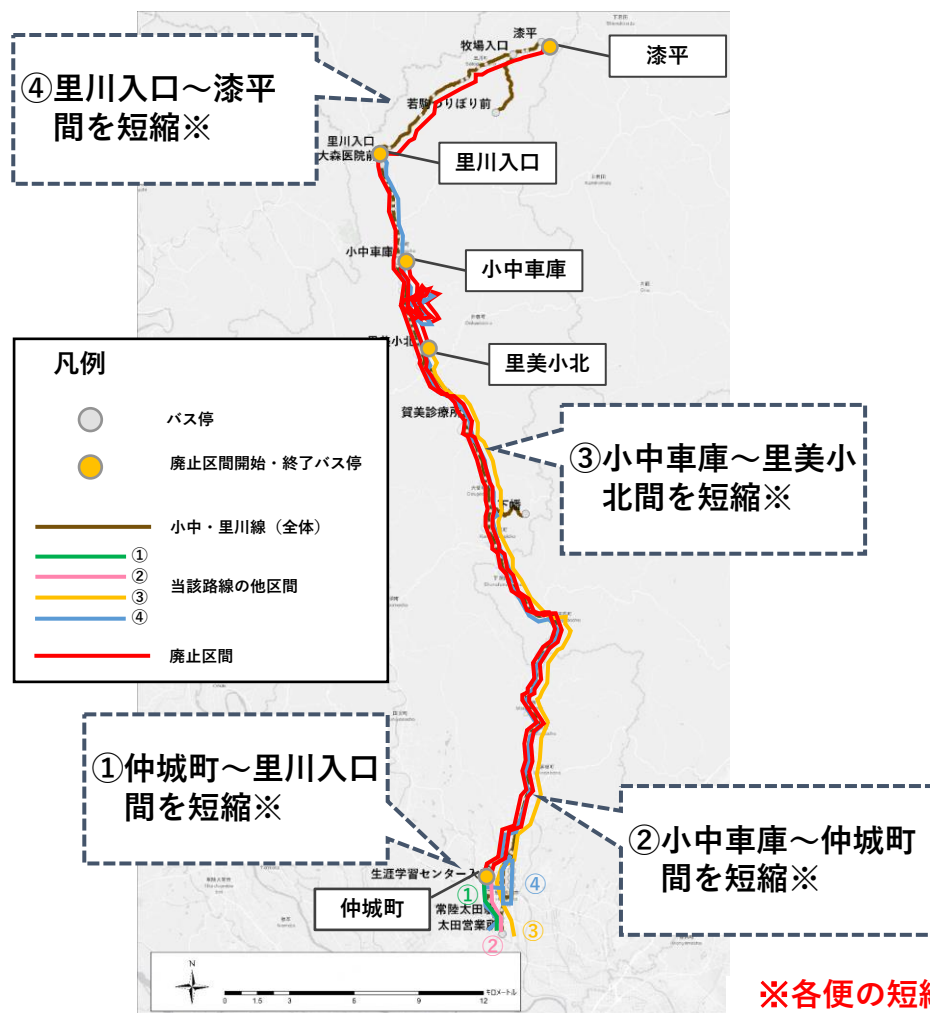 漆平
牧場入口
漆平
④里川入口～漆平
間を短縮※
若駒つりぼり前
里川入口
大森医院前
里川入口
小中車庫
小中車庫
里美小北
里美小北
賀美診療所
③小中車庫～里美小
北間を短縮※
下幡
凡例
バス停
廃止区間開始・終了バス停
小中・里川線（全体）
①
②
当該路線の他区間
③
④
廃止区間
①仲城町～里川入口
間を短縮※
②小中車庫～仲城町
間を短縮※
生涯学習センター入
①
④
仲城町
常陸太田
太田営業所
②
③
N
0 1.5 3 6 9 12
キロメートル
※各便の短縮